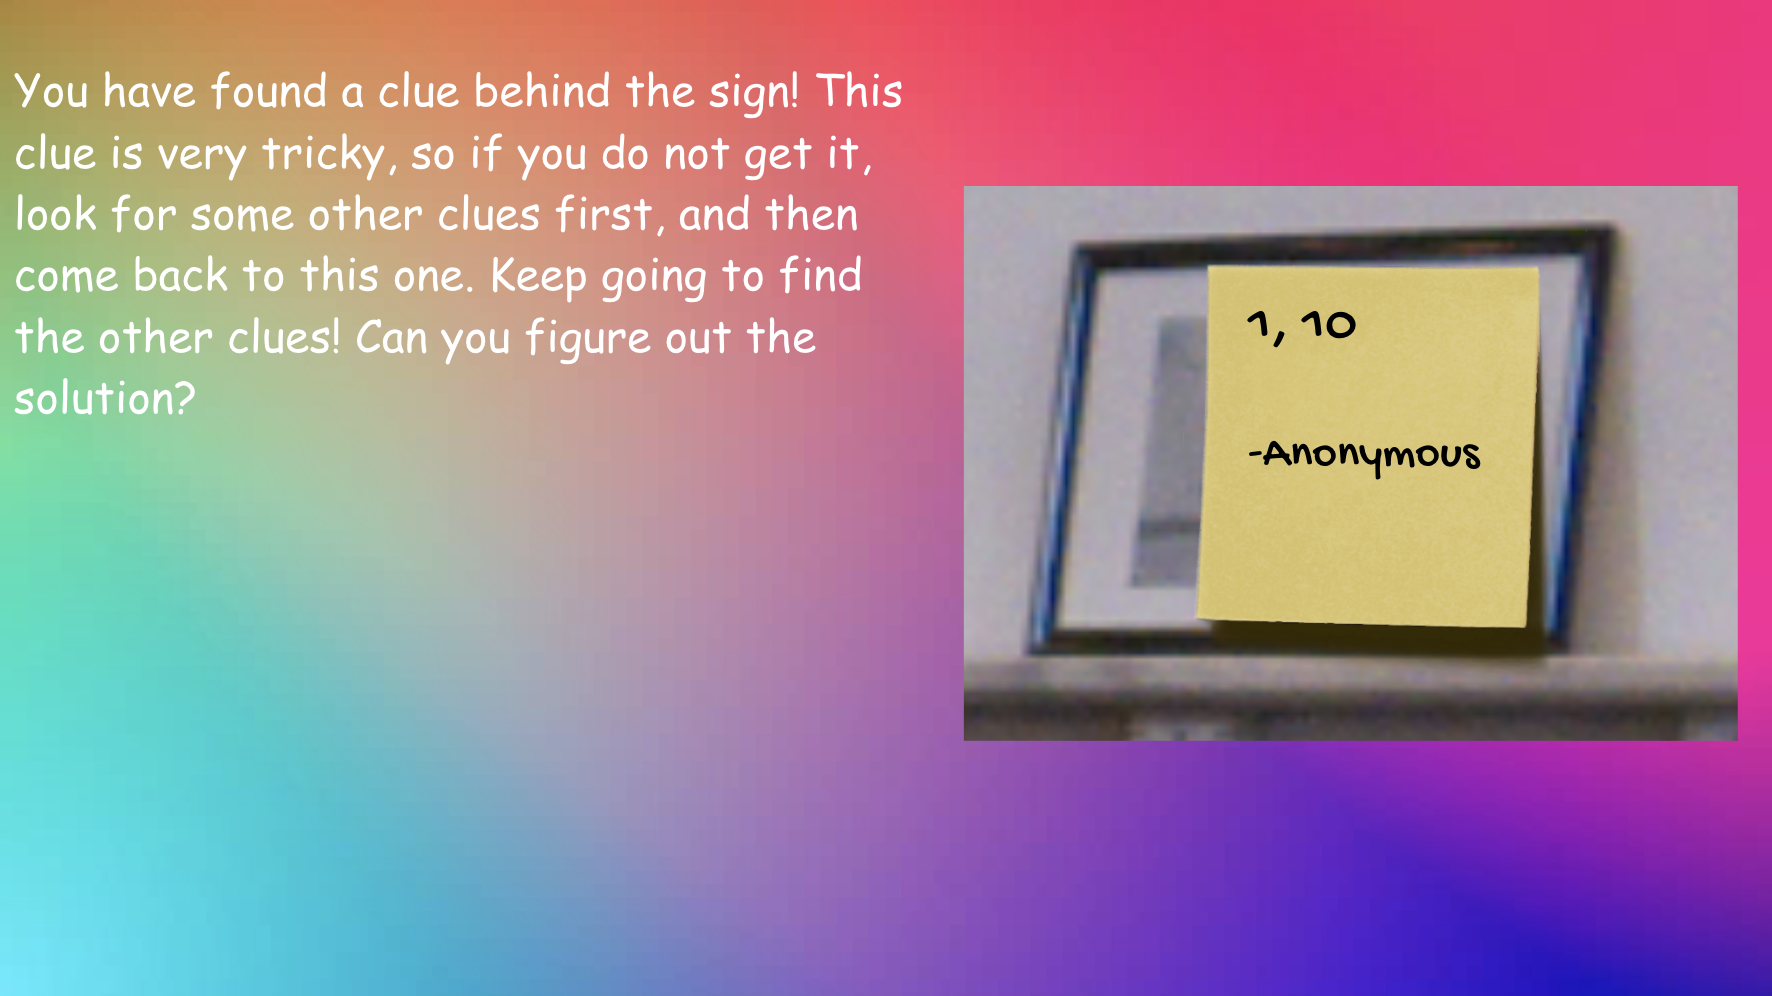 You have found a clue behind the sign! This
clue is very tricky, so if you do not get it,
look for some other clues first, and then
come back to this one. Keep going to find
the other clues! Can you figure out the
solution?
1, 10
-Anonymous